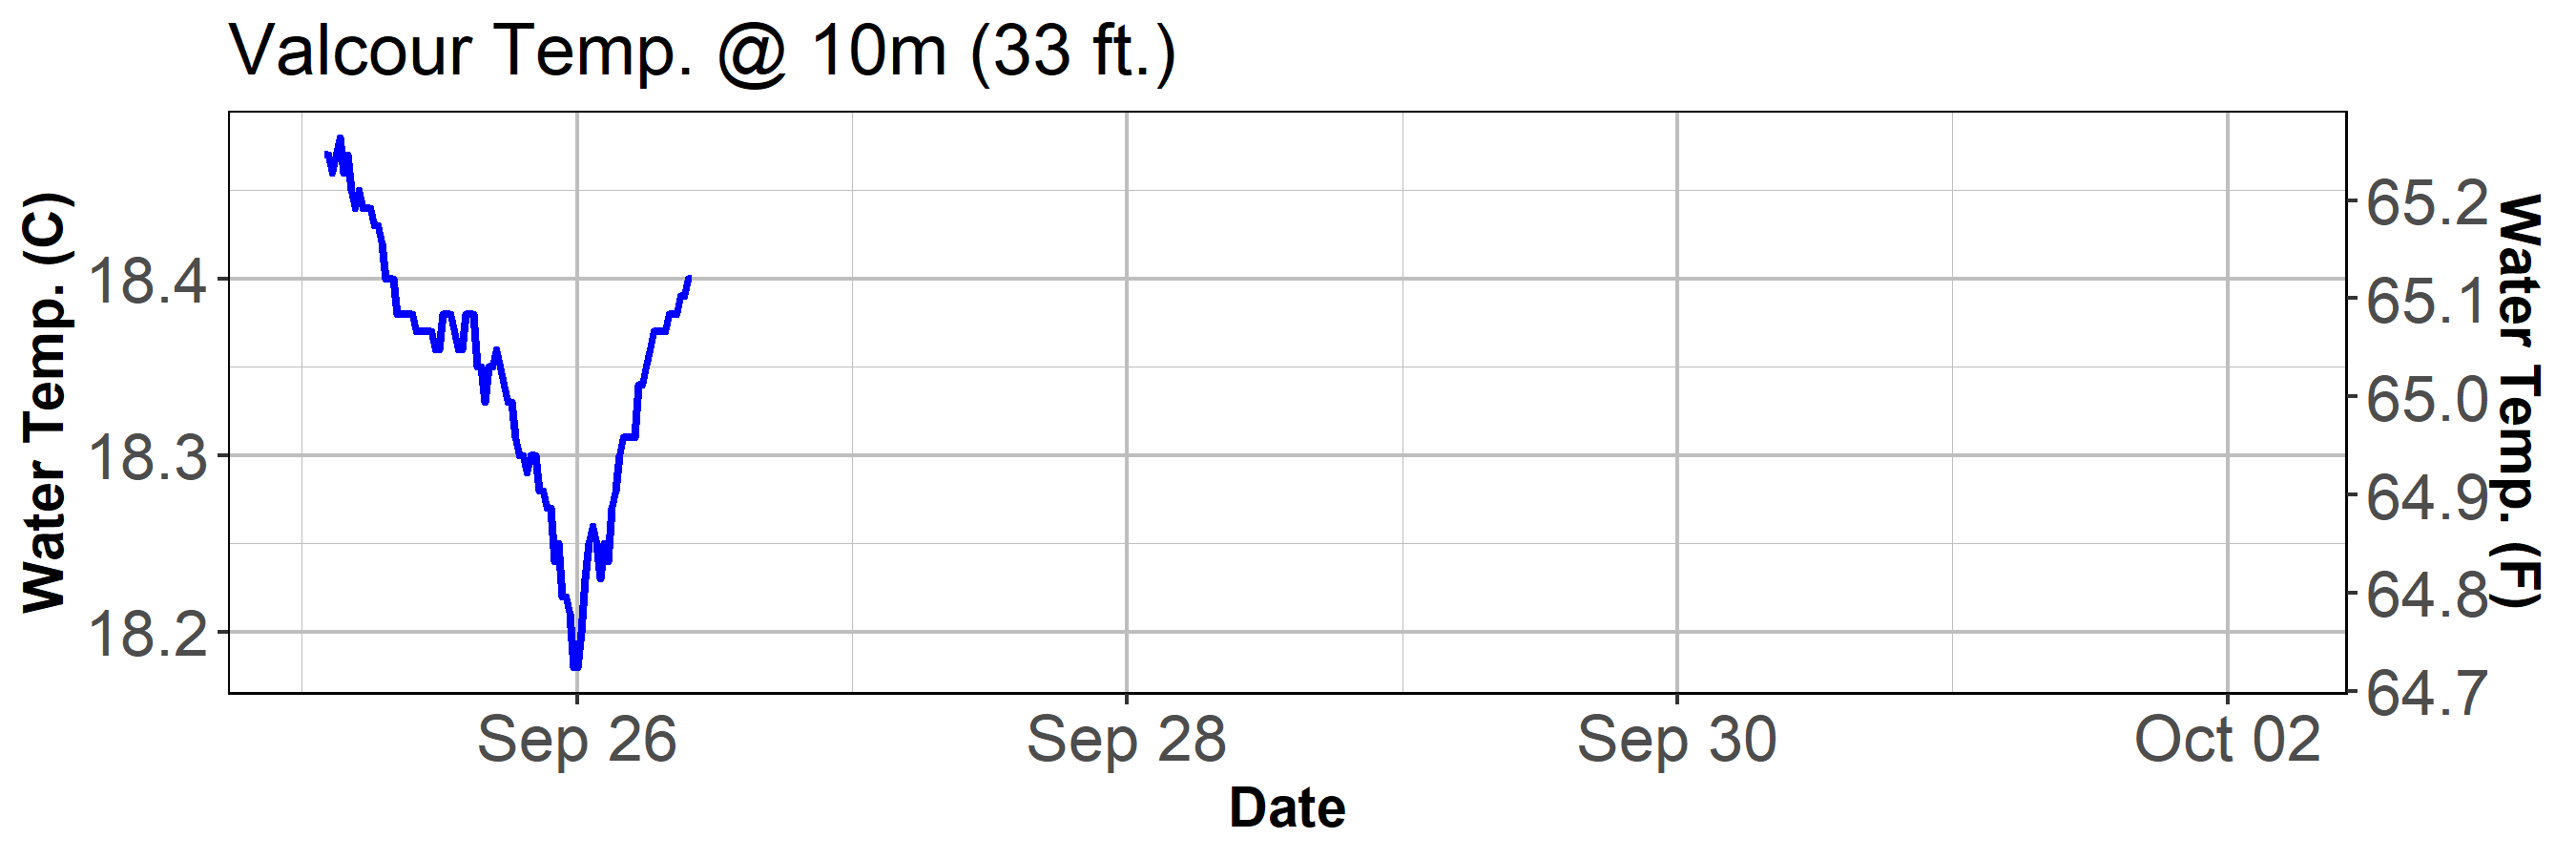 Valcour Temp. @ 10m (33 ft.)
Water Temp. (C)
18.4
18.3
18.2
65.2
65.1
65.0
64.9
64.8
64.7
Water Temp. (F)
Sep 26
Sep 28
Sep 30
Oct 02
Date